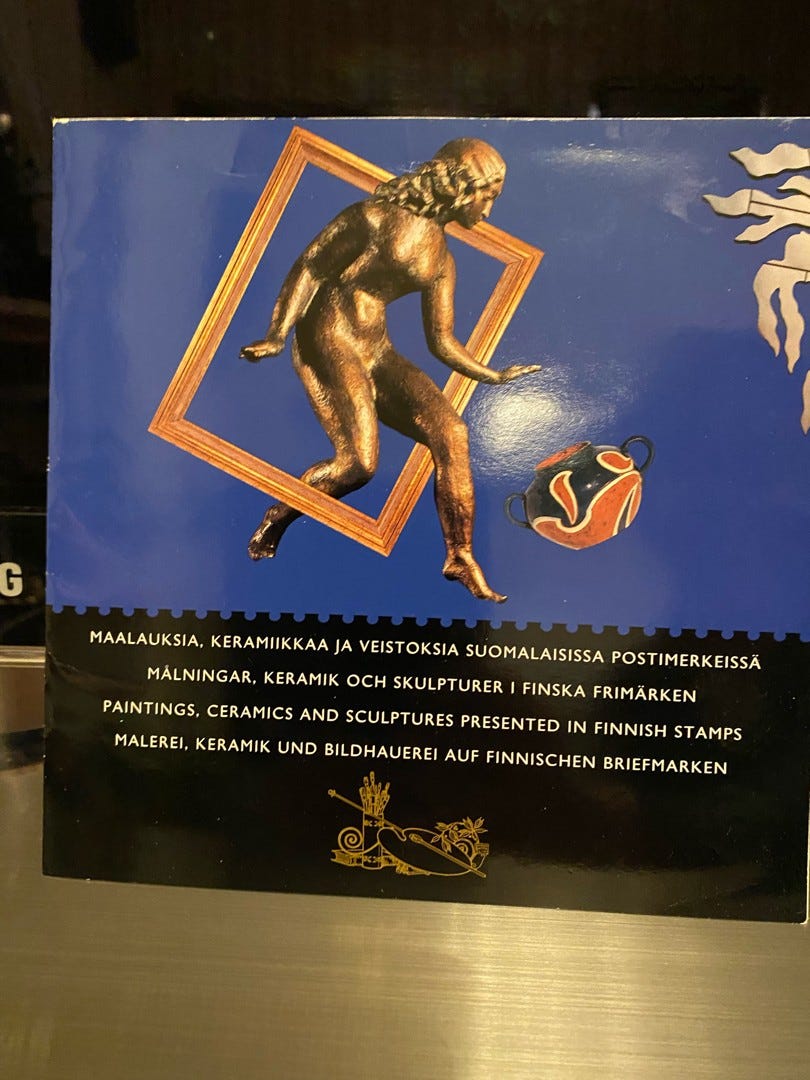 G
MAALAUKSIA, KERAMIIKKAA JA VEISTOKSIA SUOMALAISISSA POSTIMERKEISSÄ
MÅLNINGAR, KERAMIK OCH SKULPTURER I FINSKA FRIMÄRKEN
PAINTINGS, CERAMICS AND SCULPTURES PRESENTED IN FINNISH STAMPS
MALEREI, KERAMIK UND BILDHAUEREI AUF FINNISCHEN BRIEFMARKEN